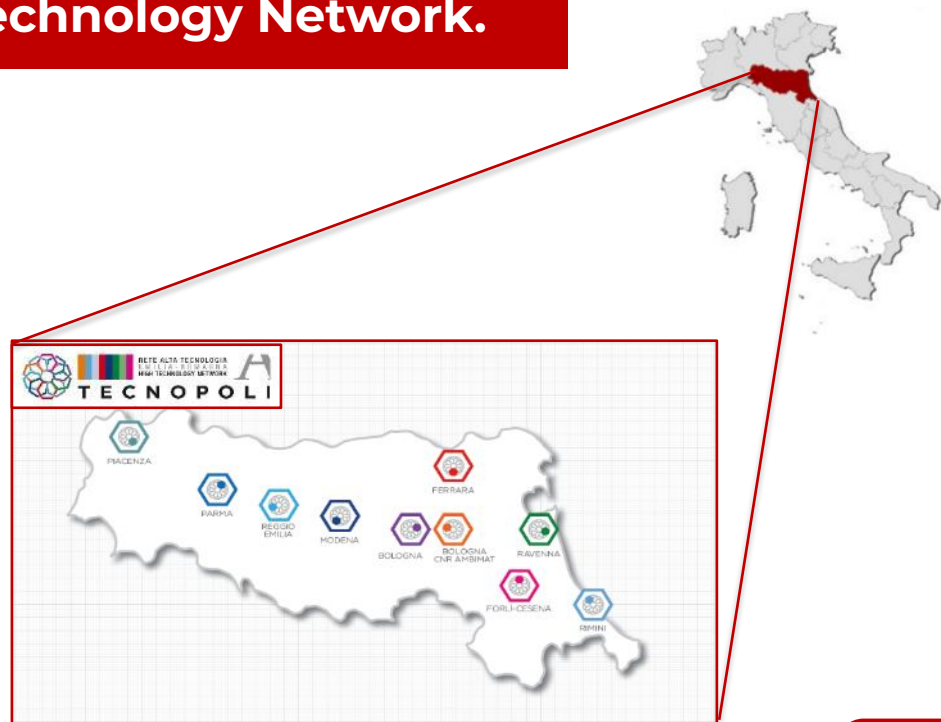 echnology Network.
RETE ALTA TECNOLOGIA
EMILIA-ROMAGNA
HIGH TECHNOLOGY NETWORK
TECNOPOLI
PIACENZA
PARMA
REGGIO
EMILIA
MODENA
BOLOGNA
FERRARA
BOLOGNA
CNR AMBIMAT
RAVENNA
FORLÌ-CESENA
RIMINI